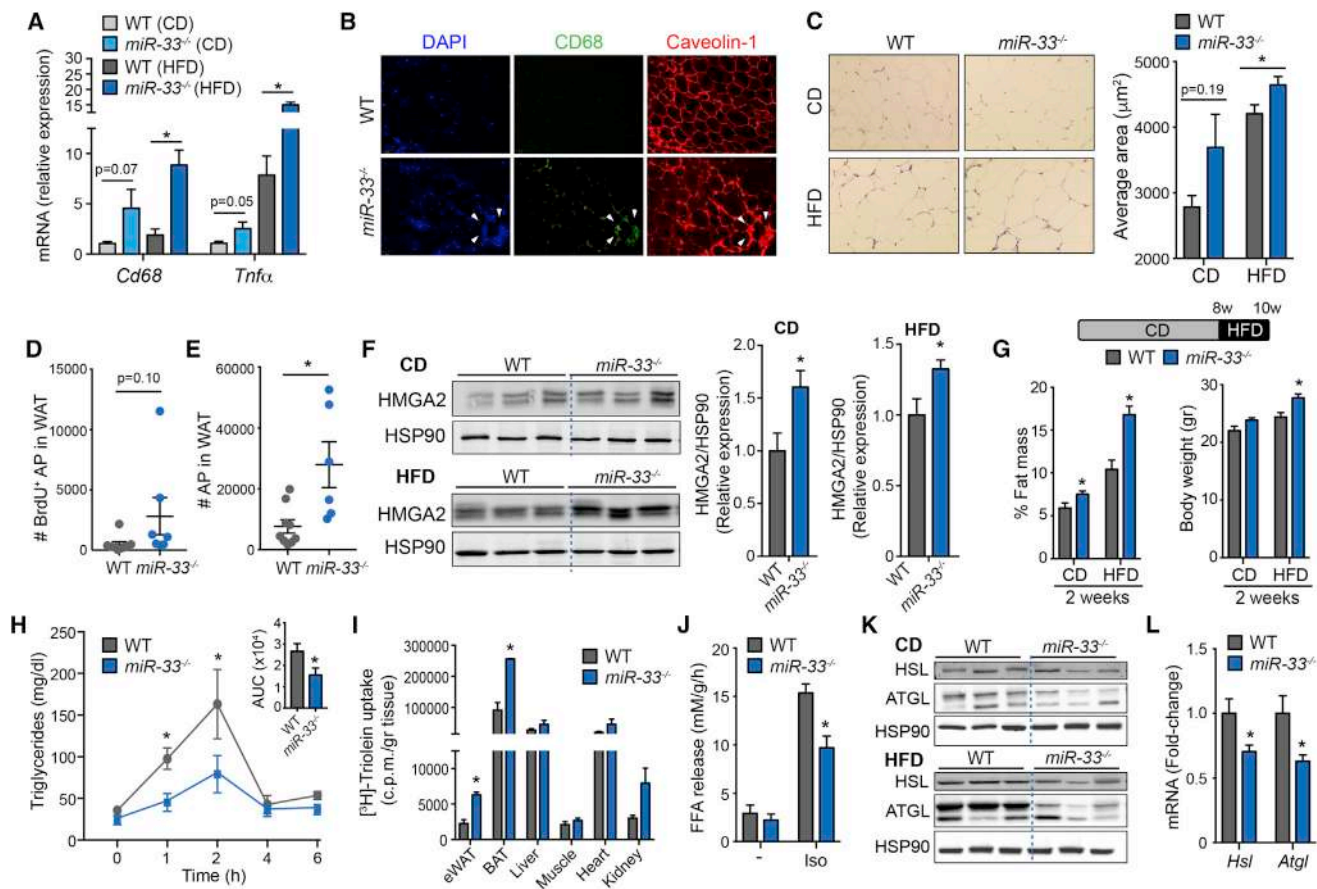 A
WT (CD)
miR-33-/- (CD)
WT (HFD)
miR-33-/- (HFD)
mRNA (relative expression)
30
25
20
15
10
5
0
*
*
p=0.07
p=0.05
Cd68
Tnfα
B
DAPI
CD68
Caveolin-1
WT
miR-33-/-
C
WT
miR-33-/-
CD
HFD
WT
miR-33-/-
Average area (µm2)
5000
4000
3000
2000
p=0.19
*
CD
HFD
D
# BrdU+ AP in WAT
15000
10000
5000
0
p=0.10
WT
miR-33-/-
E
# AP in WAT
60000
40000
20000
0
*
WT
miR-33-/-
F
CD
WT
miR-33-/-
HMGA2
HSP90
HFD
WT
miR-33-/-
HMGA2
HSP90
CD
HMGA2/HSP90
(Relative expression)
2.0
1.5
1.0
0.5
0
*
WT
miR-33-/-
HFD
HMGA2/HSP90
(Relative expression)
1.5
1.0
0.5
0
*
WT
miR-33-/-
8w
10w
CD
HFD
G
WT
miR-33-/-
% Fat mass
20
15
10
5
0
*
*
CD
HFD
2 weeks
Body weight (gr)
40
30
20
10
0
*
CD
HFD
2 weeks
H
WT
miR-33-/-
Triglycerides (mg/dl)
250
200
150
100
50
0
*
*
0
1
2
4
6
Time (h)
AUC (x104)
4
3
2
1
0
*
WT
miR-33-/-
I
WT
miR-33-/-
[3H]-Triolein uptake
(c.p.m./gr tissue)
300000
200000
100000
10000
5000
0
*
*
eWAT
BAT
Liver
Muscle
Heart
Kidney
J
WT
miR-33-/-
FFA release (mM/g/h)
20
15
10
5
0
*
-
Iso
K
CD
WT
miR-33-/-
HSL
ATGL
HSP90
HFD
WT
miR-33-/-
HSL
ATGL
HSP90
L
WT
miR-33-/-
mRNA (Fold-change)
1.5
1.0
0.5
0
*
*
Hsl
Atgl